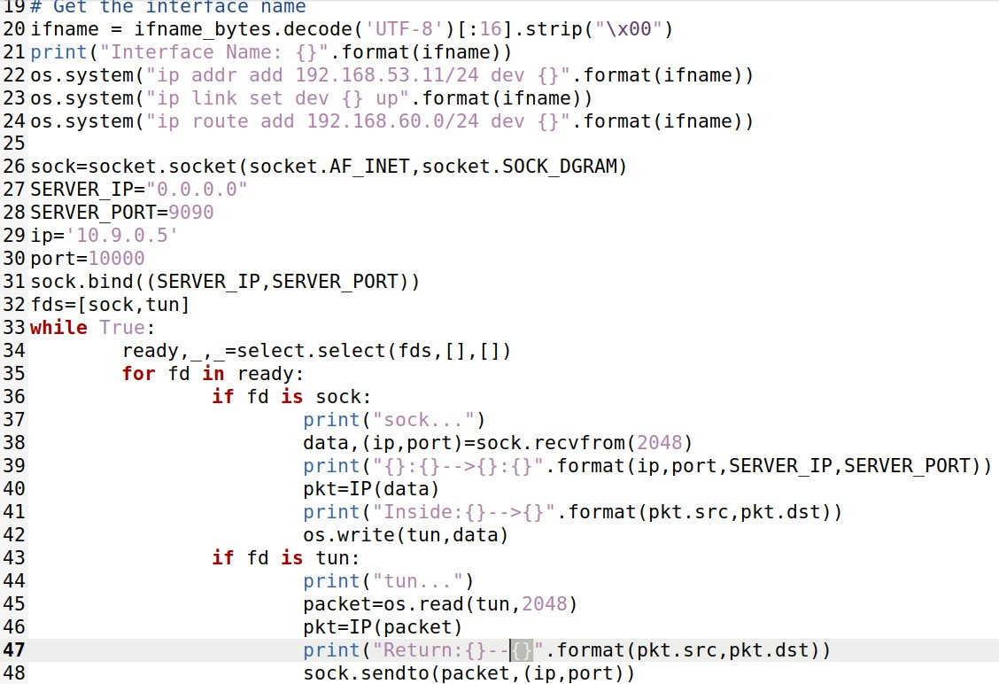 19 # Get the interface name
20 ifname = ifname_bytes.decode('UTF-8')[:16].strip("\x00")
21 print("Interface Name: {}".format(ifname))
22 os.system("ip addr add 192.168.53.11/24 dev {}".format(ifname))
23 os.system("ip link set dev {} up".format(ifname))
24 os.system("ip route add 192.168.60.0/24 dev {}".format(ifname))
25
26 sock=socket.socket(socket.AF_INET,socket.SOCK_DGRAM)
27 SERVER_IP="0.0.0.0"
28 SERVER_PORT=9090
29 ip='10.9.0.5'
30 port=10000
31 sock.bind((SERVER_IP,SERVER_PORT))
32 fds=[sock,tun]
33 while True:
34         ready,_,_=select.select(fds,[],[])
35         for fd in ready:
36                 if fd is sock:
37                         print("sock...")
38                         data,(ip,port)=sock.recvfrom(2048)
39                         print("{}:{}-->{}:{}".format(ip,port,SERVER_IP,SERVER_PORT))
40                         pkt=IP(data)
41                         print("Inside:{}-->{}".format(pkt.src,pkt.dst))
42                         os.write(tun,data)
43                 if fd is tun:
44                         print("tun...")
45                         packet=os.read(tun,2048)
46                         pkt=IP(packet)
47                         print("Return:{}--{}".format(pkt.src,pkt.dst))
48                         sock.sendto(packet,(ip,port))